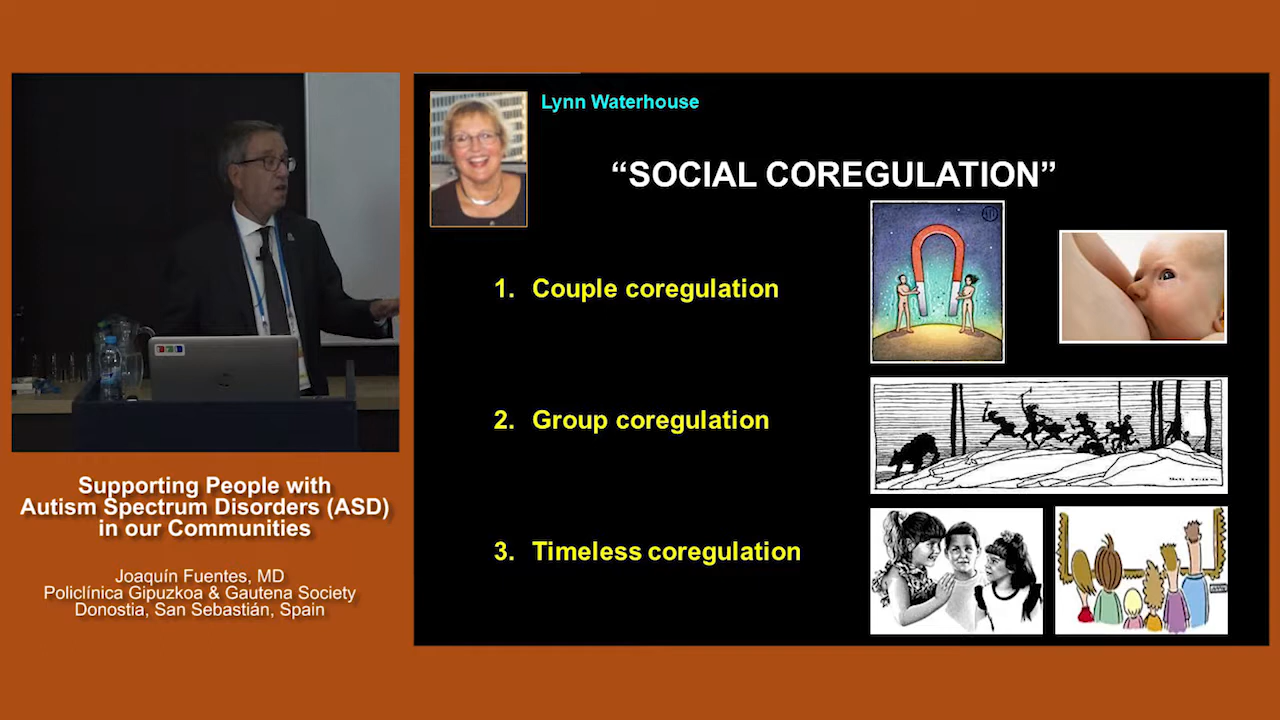 Lynn Waterhouse
“SOCIAL COREGULATION”
1. Couple coregulation
2. Group coregulation
3. Timeless coregulation
Supporting People with
Autism Spectrum Disorders (ASD)
in our Communities
Joaquín Fuentes, MD
Policlínica Gipuzkoa & Gautena Society
Donostia, San Sebastián, Spain